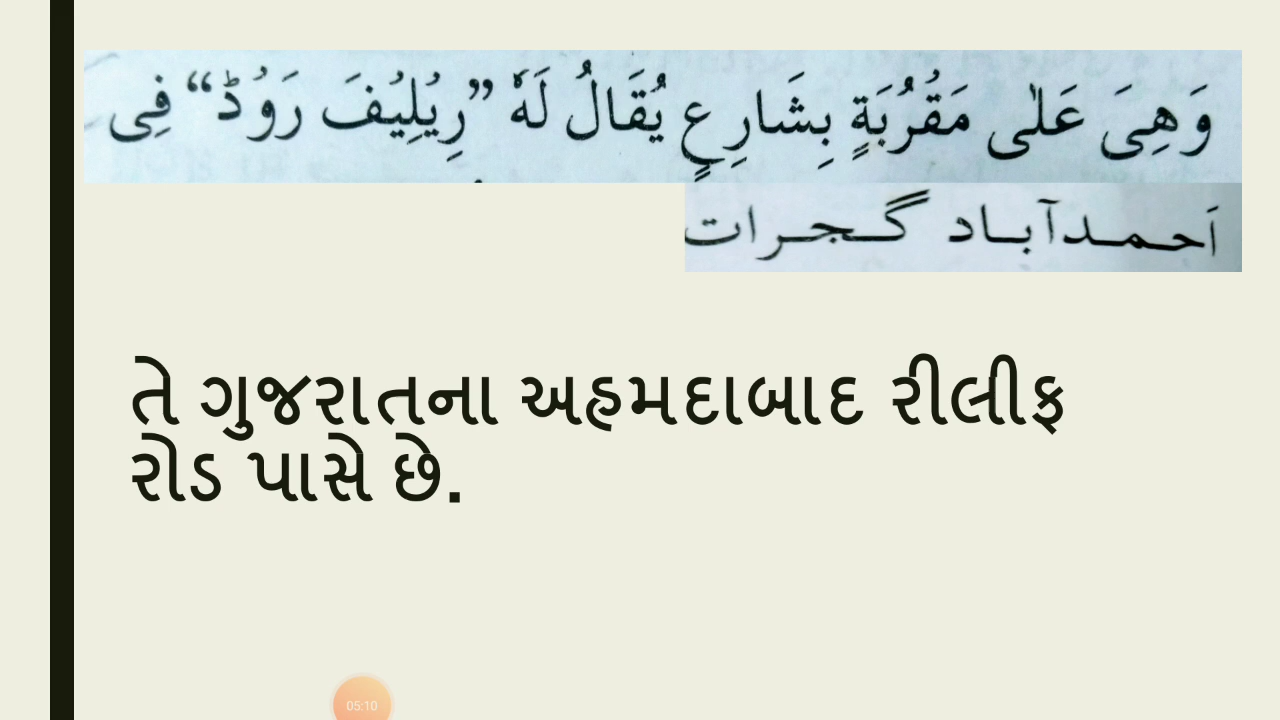 وَهِیَ عَلٰی مَقْرُبَةٍ بِشَارِعٍ يُقَالُ لَهٗ ”رِيْلِيْفَ رَوْڈ“ فِی
اَحمدآباد گجرات
તે ગુજરાતના અહમદાબાદ રીલીફ
રોડ પાસે છે.
05:10